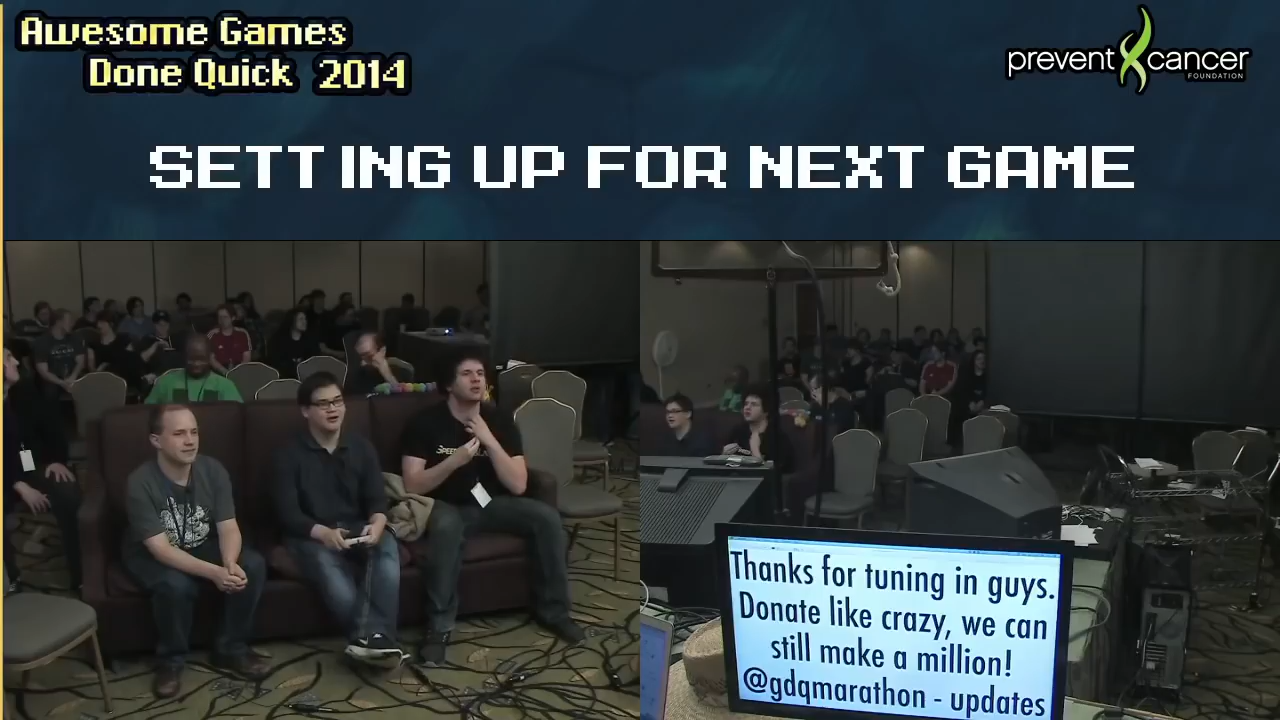 Awesome Games
Done Quick 2014
prevent cancer
FOUNDATION
SETTING UP FOR NEXT GAME
Thanks for tuning in guys.
Donate like crazy, we can
still make a million!
@gdqmarathon - updates